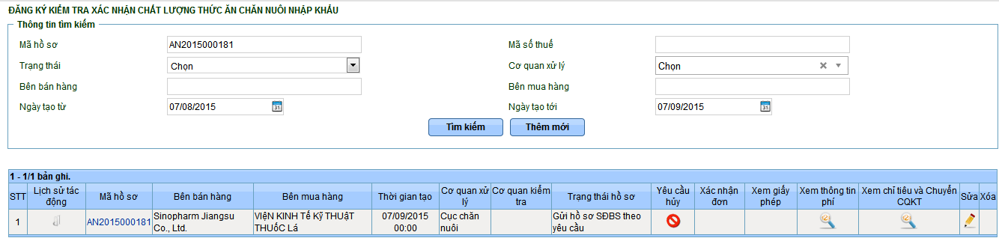 ĐĂNG KÝ KIỂM TRA XÁC NHẬN CHẤT LƯỢNG THỨC ĂN CHĂN NUÔI NHẬP KHẨU
Thông tin tìm kiếm
Mã hồ sơ AN2015000181 Mã số thuế
Trạng thái Chọn Cơ quan xử lý Chọn
Bên bán hàng Bên mua hàng
Ngày tạo từ 07/08/2015 Ngày tạo tới 07/09/2015
Tìm kiếm Thêm mới
1 - 1/1 bản ghi.
STT Lịch sử tác động Mã hồ sơ Bên bán hàng Bên mua hàng Thời gian tạo Cơ quan xử lý Cơ quan kiểm tra Trạng thái hồ sơ Yêu cầu hủy Xác nhận đơn Xem giấy phép Xem thông tin phí Xem chỉ tiêu và Chuyển CQKT Sửa Xóa
1 AN2015000181 Sinopharm Jiangsu Co., Ltd. VIệN KINH Tế Kỹ THUậT THUốC Lá 07/09/2015 00:00 Cục chăn nuôi Gửi hồ sơ SĐBS theo yêu cầu